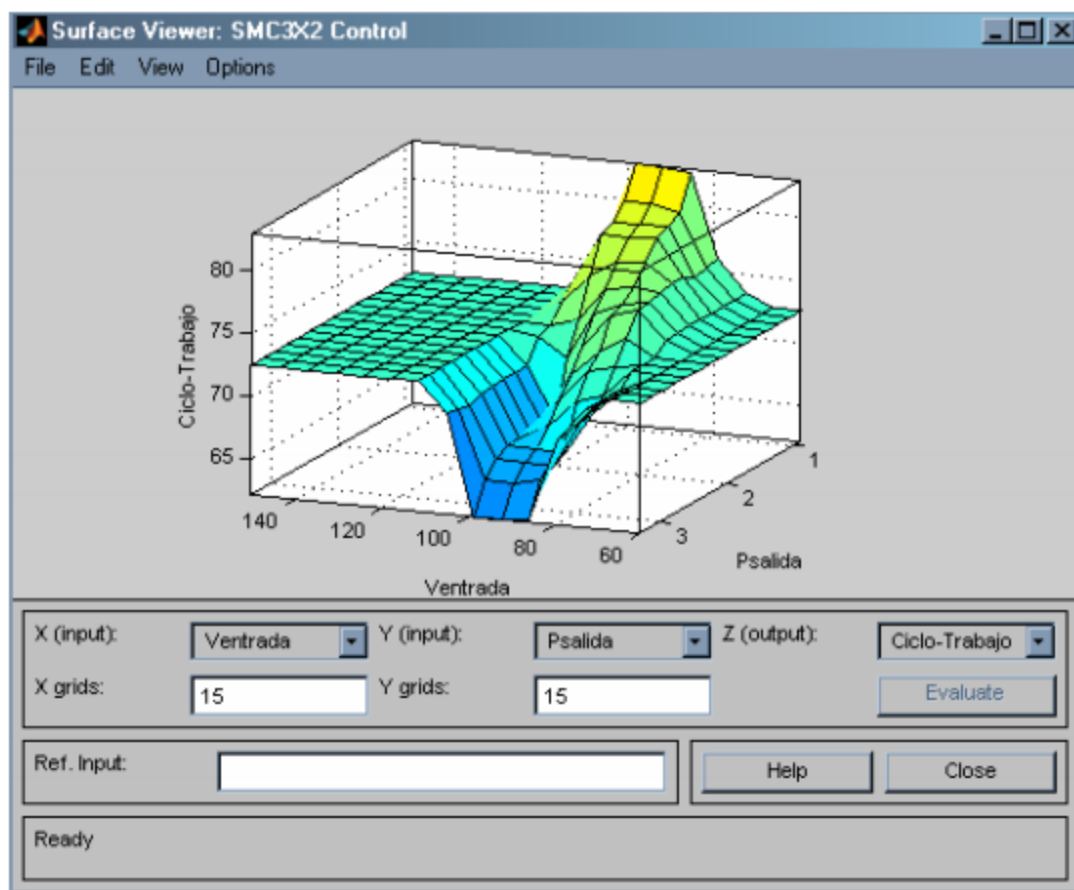 Surface Viewer: SMC3X2 Control
File Edit View Options
80
75
70
65
Ciclo-Trabajo
140
120
100
80
60
Ventrada
1
2
3
Psalida
X (input): Ventrada Y (input): Psalida Z (output): Ciclo-Trabajo
X grids: 15 Y grids: 15 Evaluate
Ref. Input: Help Close
Ready